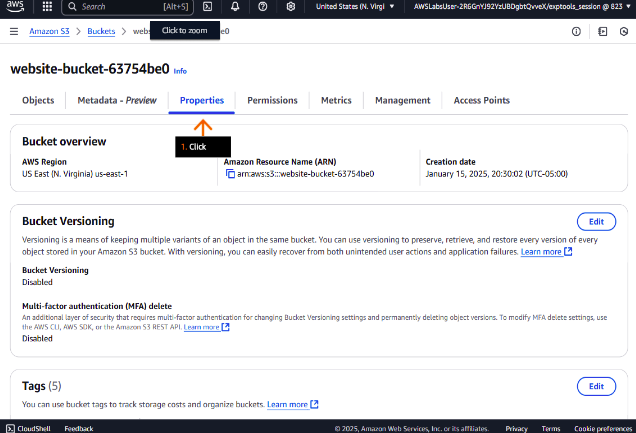 aws
Search
[Alt+S]
United States (N. Virgi
AWSLabsUser-2R6GnYJ92YzUBDgbtQvveX/exptools_session @ 823
Amazon S3
Buckets
Click to zoom
website-bucket-63754be0
Info
Objects
Metadata - Preview
Properties
Permissions
Metrics
Management
Access Points
1. Click
Bucket overview
AWS Region
US East (N. Virginia) us-east-1
Amazon Resource Name (ARN)
arn:aws:s3:::website-bucket-63754be0
Creation date
January 15, 2025, 20:30:02 (UTC-05:00)
Bucket Versioning
Edit
Versioning is a means of keeping multiple variants of an object in the same bucket. You can use versioning to preserve, retrieve, and restore every version of every
object stored in your Amazon S3 bucket. With versioning, you can easily recover from both unintended user actions and application failures. Learn more
Bucket Versioning
Disabled
Multi-factor authentication (MFA) delete
An additional layer of security that requires multi-factor authentication for changing Bucket Versioning settings and permanently deleting object versions. To modify MFA delete settings, use
the AWS CLI, AWS SDK, or the Amazon S3 REST API. Learn more
Disabled
Tags (5)
Edit
You can use bucket tags to track storage costs and organize buckets. Learn more
CloudShell
Feedback
© 2025, Amazon Web Services, Inc. or its affiliates.
Privacy
Terms
Cookie preferences